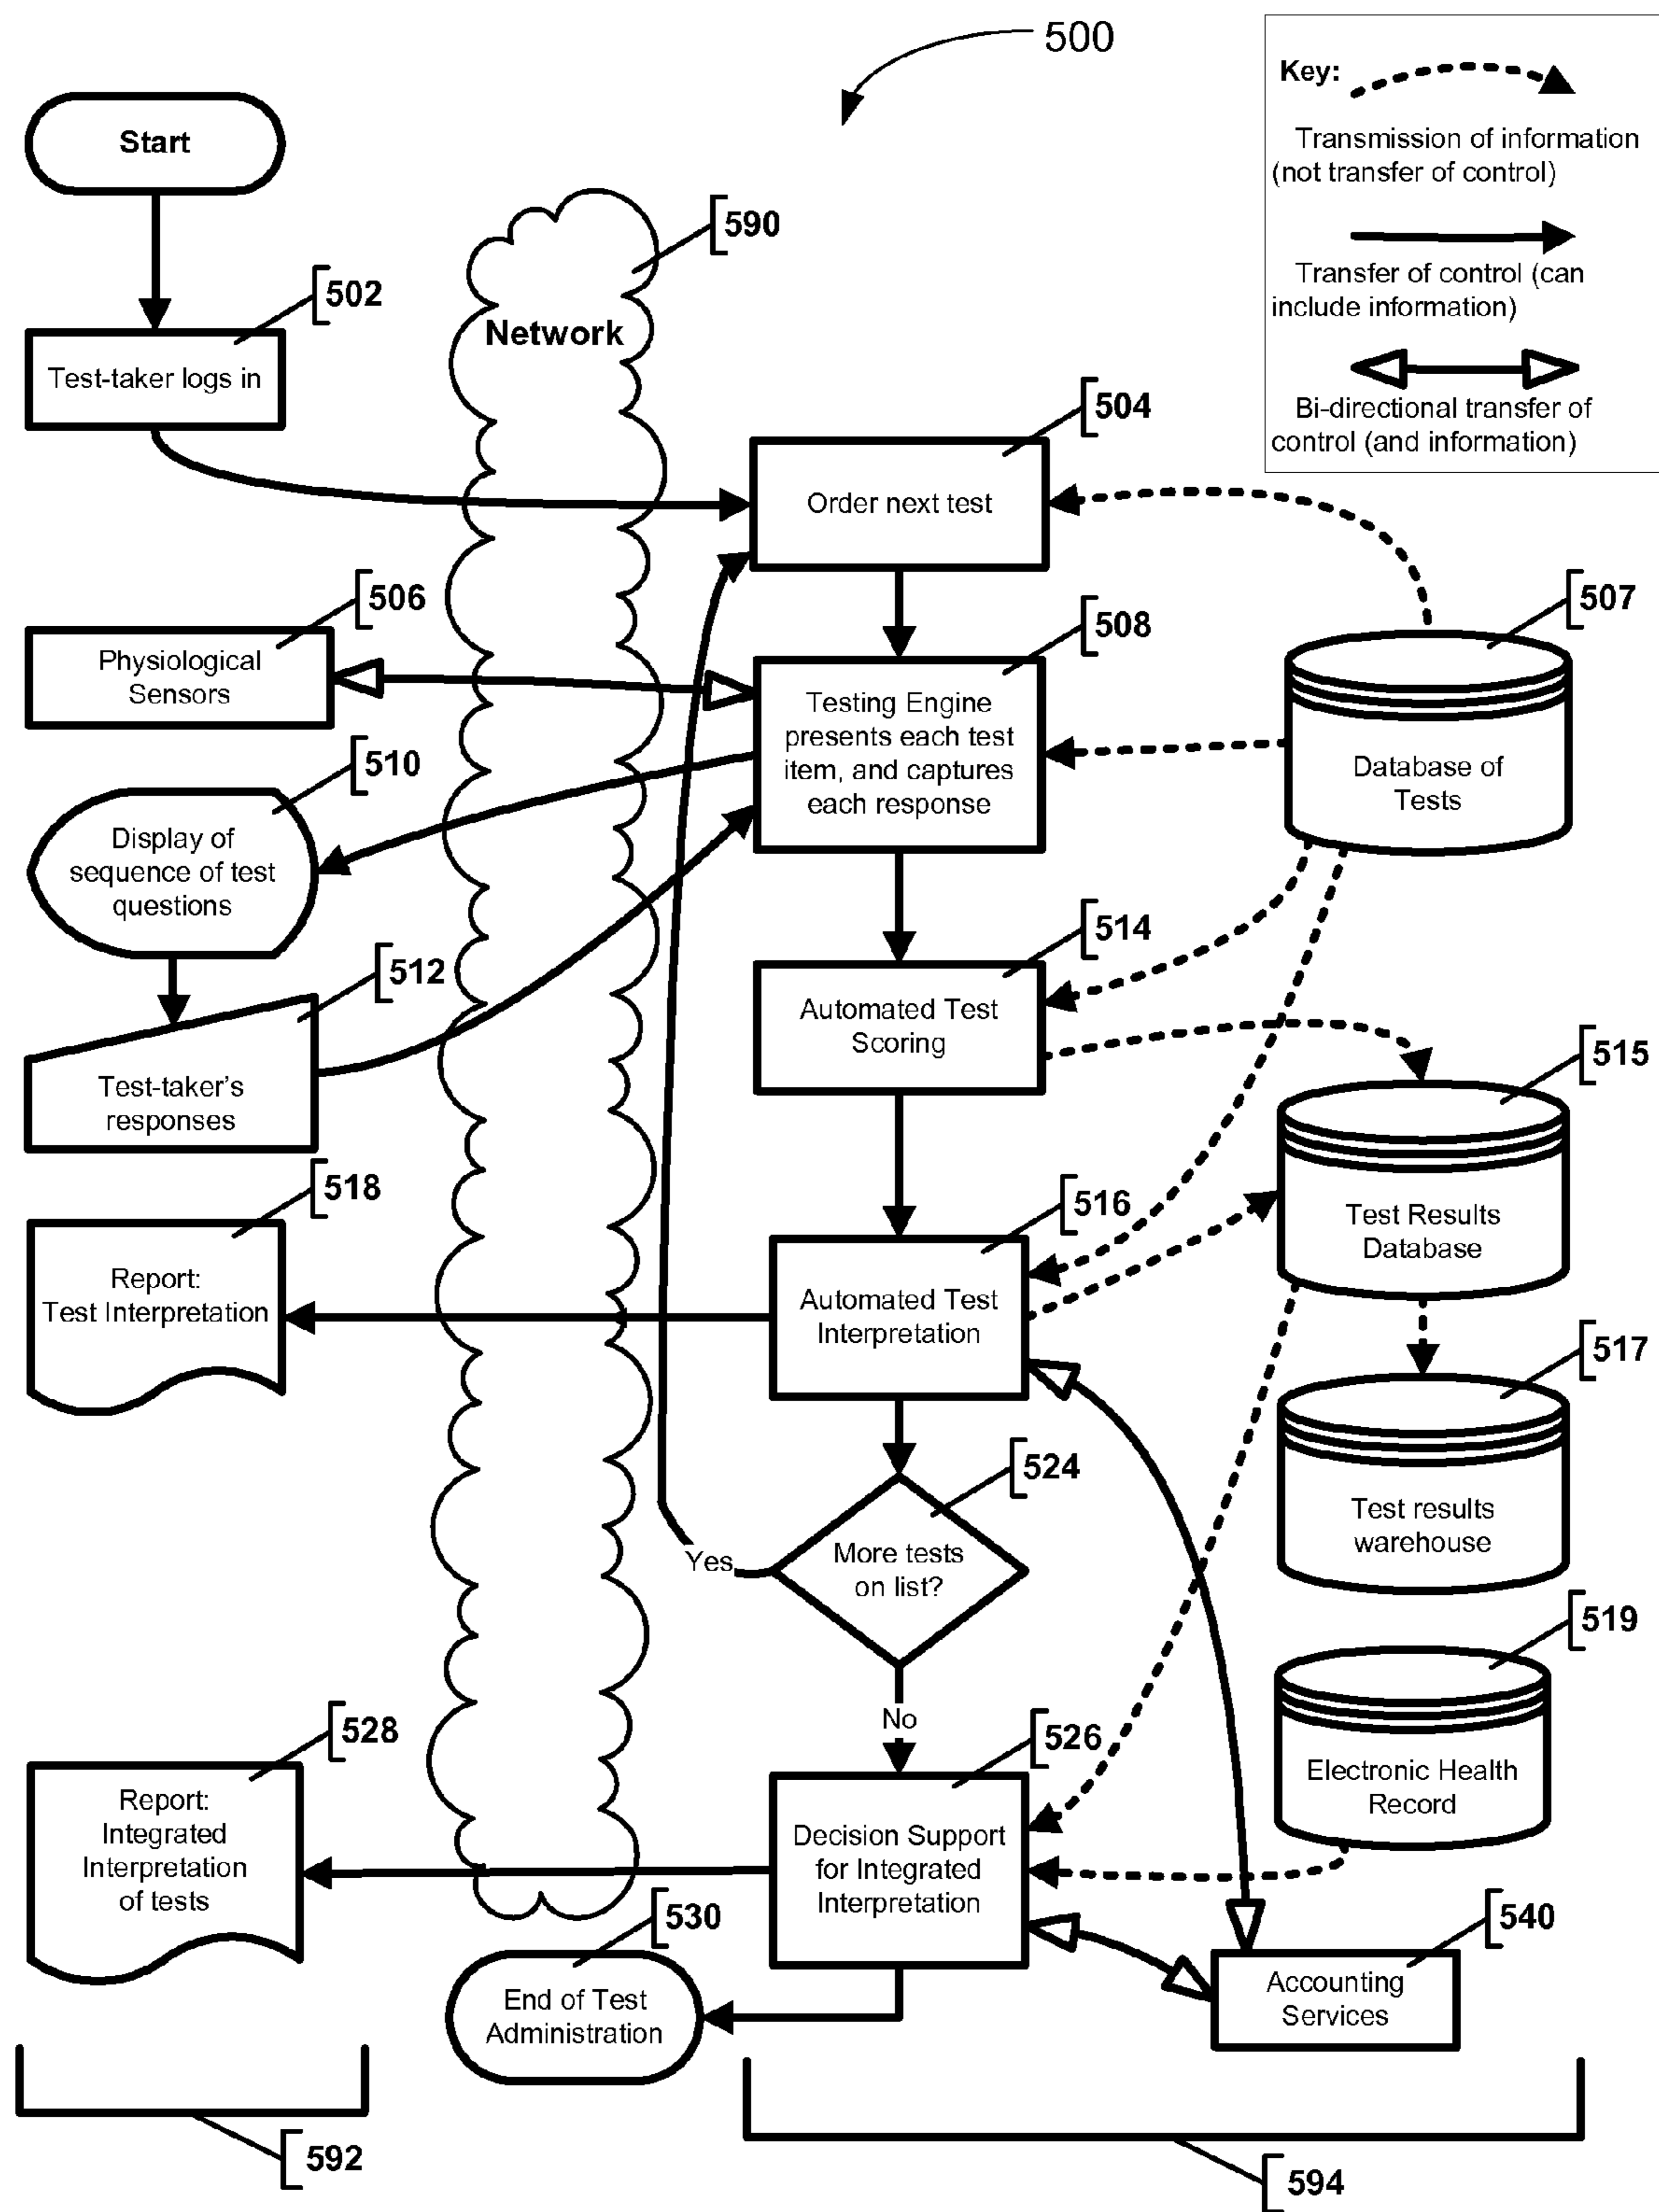 500
Key:
Transmission of information
(not transfer of control)
Transfer of control (can
include information)
Bi-directional transfer of
control (and information)
Start
590
502
Network
Test-taker logs in
504
Order next test
506
Physiological
Sensors
508
Testing Engine
presents each test
item, and captures
each response
507
Database of
Tests
510
Display of
sequence of test
questions
514
Automated Test
Scoring
512
Test-taker's
responses
515
Test Results
Database
518
Report:
Test Interpretation
516
Automated Test
Interpretation
517
Test results
warehouse
524
More tests
on list?
Yes
No
519
Electronic Health
Record
528
Report:
Integrated
Interpretation
of tests
526
Decision Support
for Integrated
Interpretation
530
End of Test
Administration
540
Accounting
Services
592
594